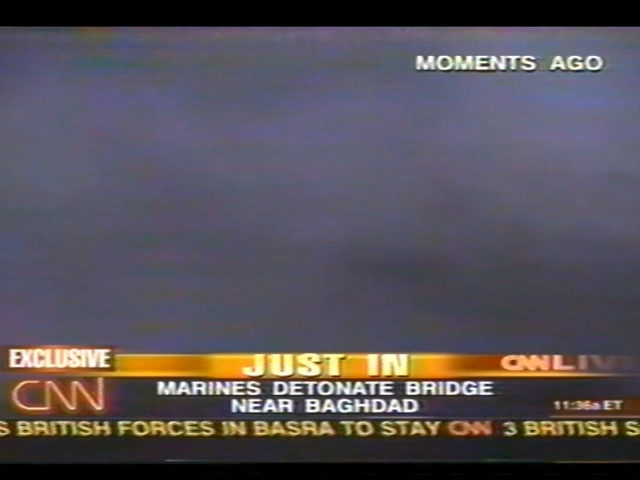 MOMENTS AGO
EXCLUSIVE
JUST IN
CNN LIVE
CNN
MARINES DETONATE BRIDGE
NEAR BAGHDAD
11:36a ET
S BRITISH FORCES IN BASRA TO STAY CNN 3 BRITISH S